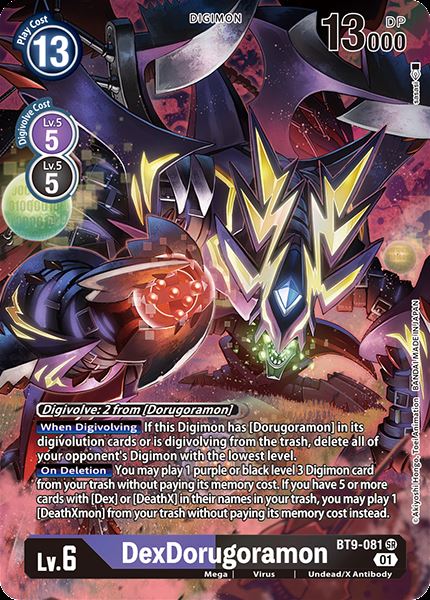 DIGIMON
Play Cost
13
DP
13000
Digivolve Cost
Lv.5
5
Lv.5
5
Digivolve: 2 from [Dorugoramon]
When Digivolving If this Digimon has [Dorugoramon] in its
digivolution cards or is digivolving from the trash, delete all of
your opponent's Digimon with the lowest level.
On Deletion You may play 1 purple or black level 3 Digimon card
from your trash without paying its memory cost. If you have 5 or more
cards with [Dex] or [DeathX] in their names in your trash, you may play 1
[DeathXmon] from your trash without paying its memory cost instead.
©Akiyoshi Hongo, Toei Animation BANDAI MADE IN JAPAN
Lv.6
DexDorugoramon
BT9-081 SR
01
Mega | Virus | Undead/X Antibody